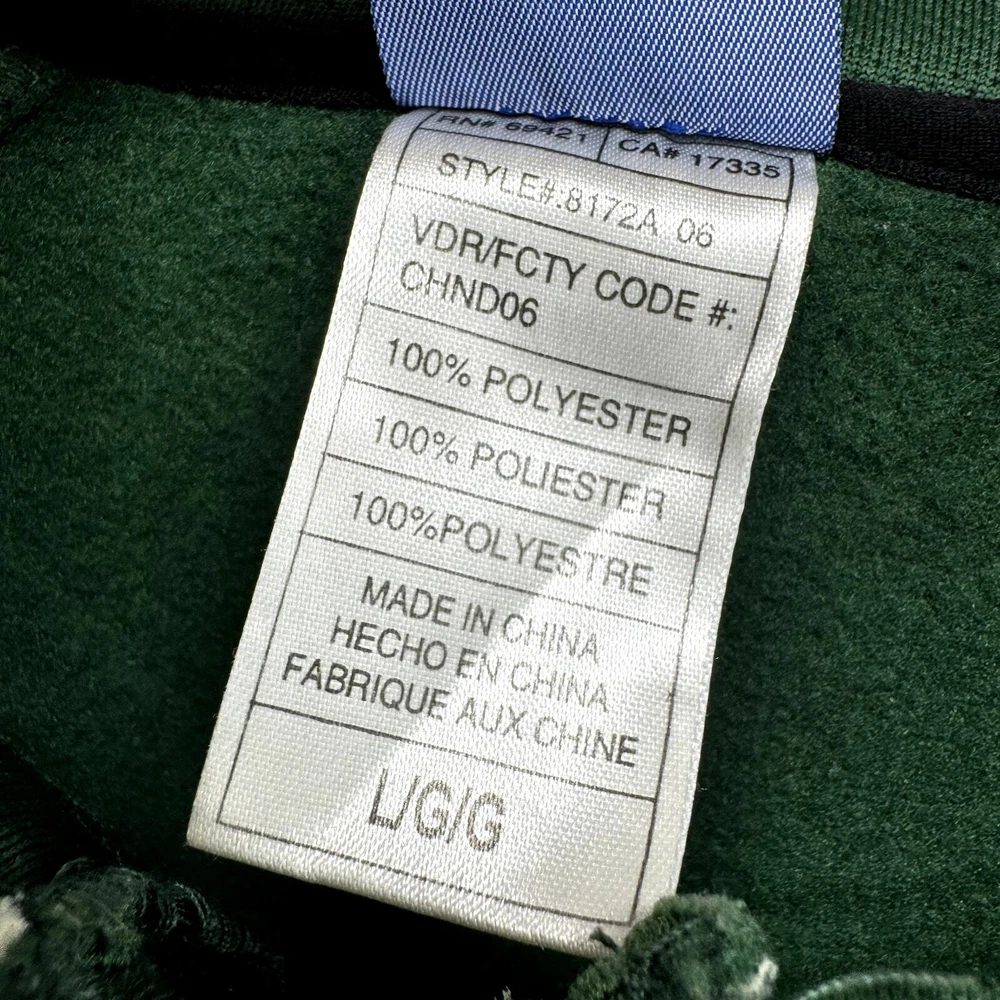 RN# 69421 CA# 17335
STYLE#:8172A 06
VDR/FCTY CODE #:
CHND06
100% POLYESTER
100% POLIESTER
100%POLYESTRE
MADE IN CHINA
HECHO EN CHINA
FABRIQUE AUX CHINE
L/G/G